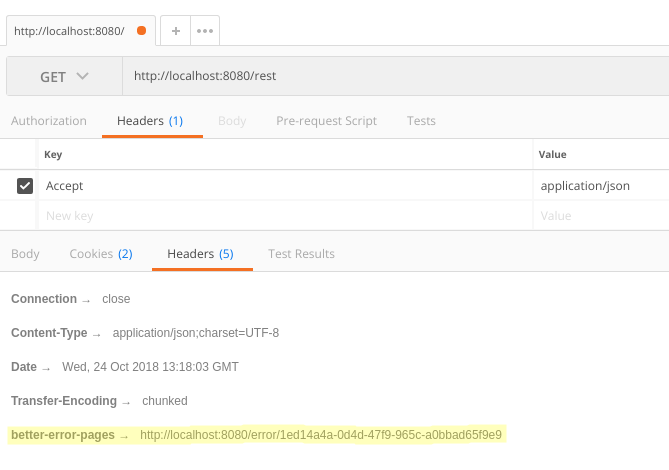 http://localhost:8080/
+ •••
GET http://localhost:8080/rest
Authorization Headers (1) Body Pre-request Script Tests
Key Value
Accept application/json
New key Value
Body Cookies (2) Headers (5) Test Results
Connection → close
Content-Type → application/json;charset=UTF-8
Date → Wed, 24 Oct 2018 13:18:03 GMT
Transfer-Encoding → chunked
better-error-pages → http://localhost:8080/error/1ed14a4a-0d4d-47f9-965c-a0bbad65f9e9